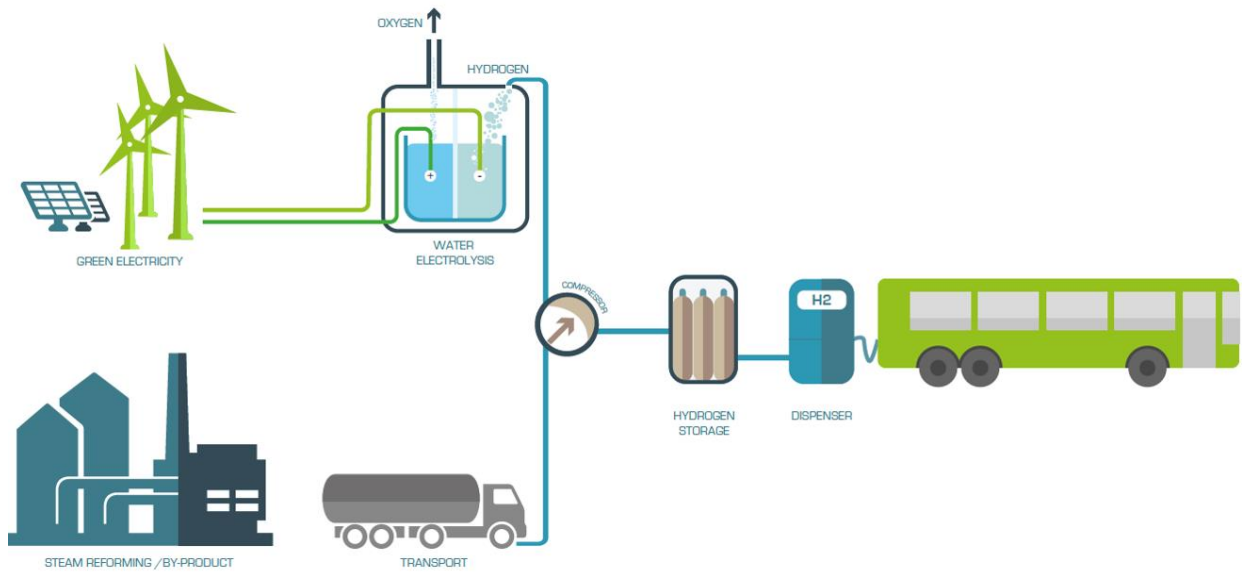 OXYGEN
HYDROGEN
+
-
WATER
ELECTROLYSIS
GREEN ELECTRICITY
COMPRESSOR
H2
HYDROGEN
STORAGE
DISPENSER
STEAM REFORMING / BY-PRODUCT
TRANSPORT